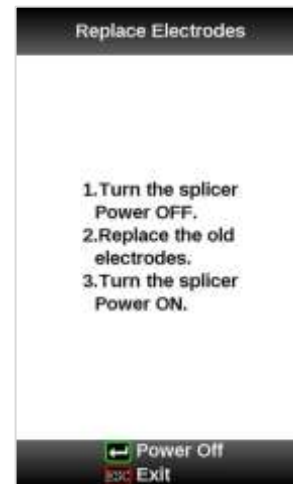 Replace Electrodes
1.Turn the splicer
Power OFF.
2.Replace the old
electrodes.
3.Turn the splicer
Power ON.
Power Off
ESC Exit